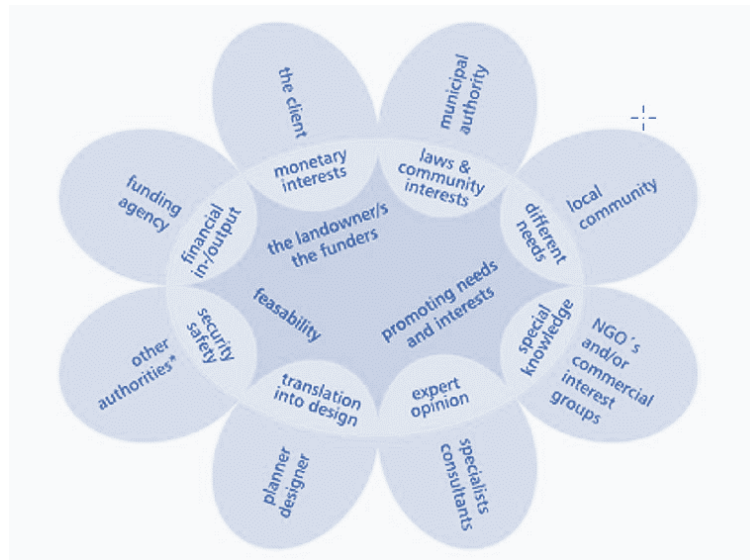 the client
municipal
authority
monetary
interests
laws &
community
interests
funding
agency
local
community
financial
in-/output
different
needs
the landowner/s
the funders
feasability
promoting needs
and interests
security
safety
special
knowledge
other
authorities*
NGO´s
and/or
commercial
interest
groups
translation
into design
expert
opinion
planner
designer
specialists
consultants